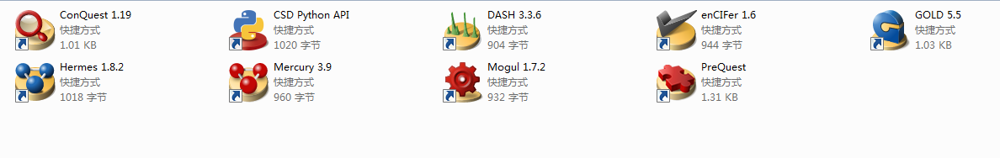 ConQuest 1.19
快捷方式
1.01 KB
CSD Python API
快捷方式
1020 字节
DASH 3.3.6
快捷方式
904 字节
enCIFer 1.6
快捷方式
944 字节
GOLD 5.5
快捷方式
1.03 KB
Hermes 1.8.2
快捷方式
1018 字节
Mercury 3.9
快捷方式
960 字节
Mogul 1.7.2
快捷方式
932 字节
PreQuest
快捷方式
1.31 KB